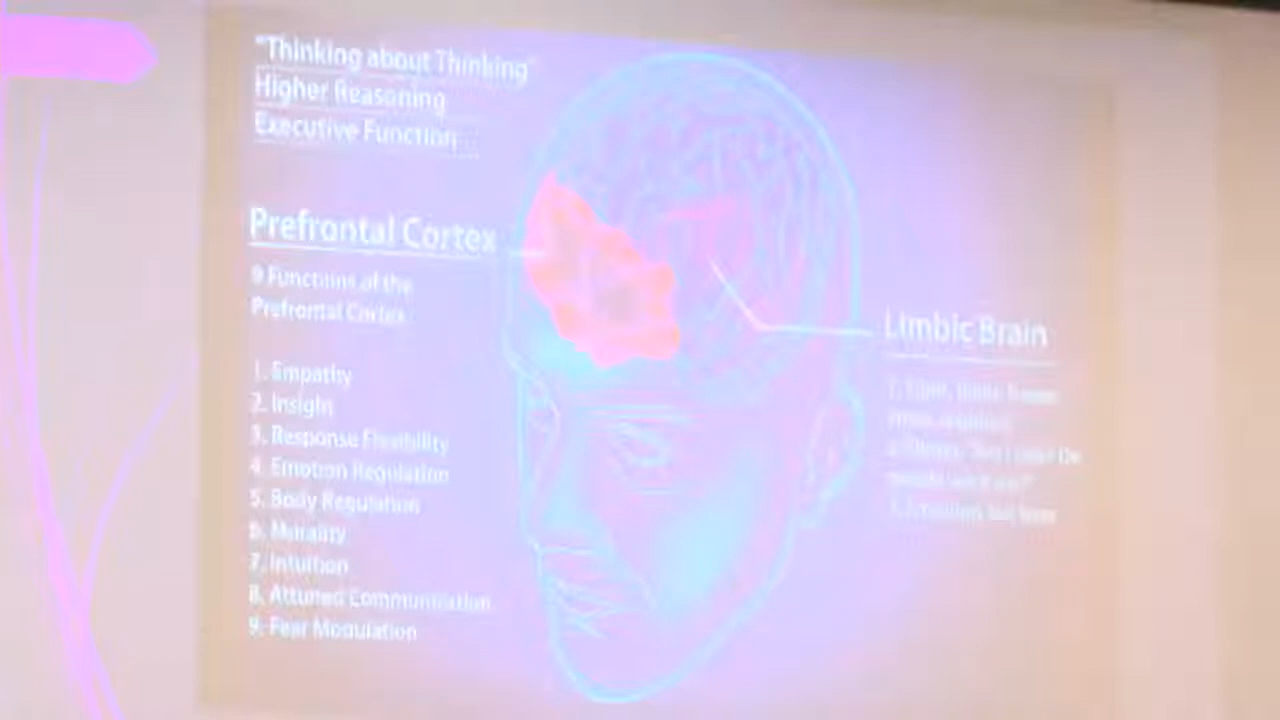 "Thinking about Thinking"
Higher Reasoning
Executive Function
Prefrontal Cortex
9 Functions of the
Prefrontal Cortex
1. Empathy
2. Insight
3. Response Flexibility
4. Emotion Regulation
5. Body Regulation
6. Morality
7. Intuition
8. Attuned Communication
9. Fear Modulation
Limbic Brain